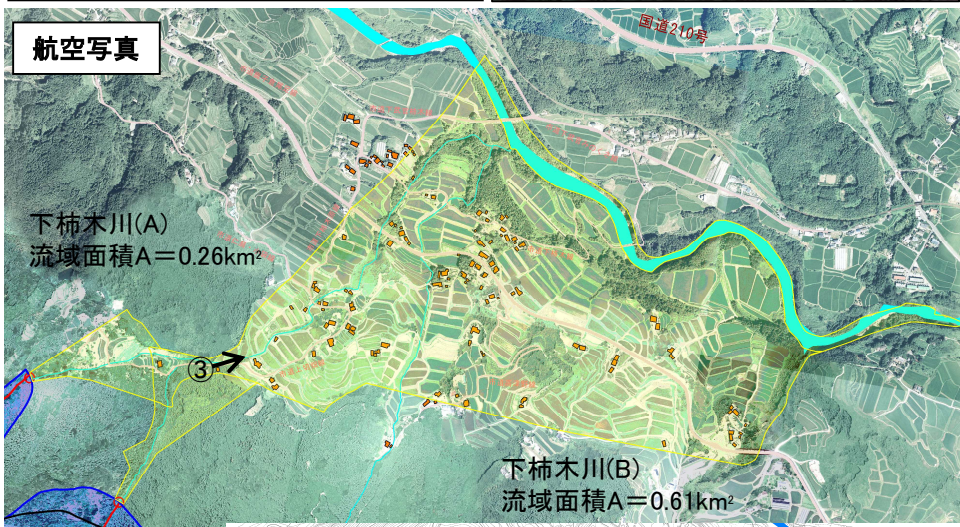 航空写真
国道210号
下柿木川(A)
流域面積A=0.26km²
③
下柿木川(B)
流域面積A=0.61km²